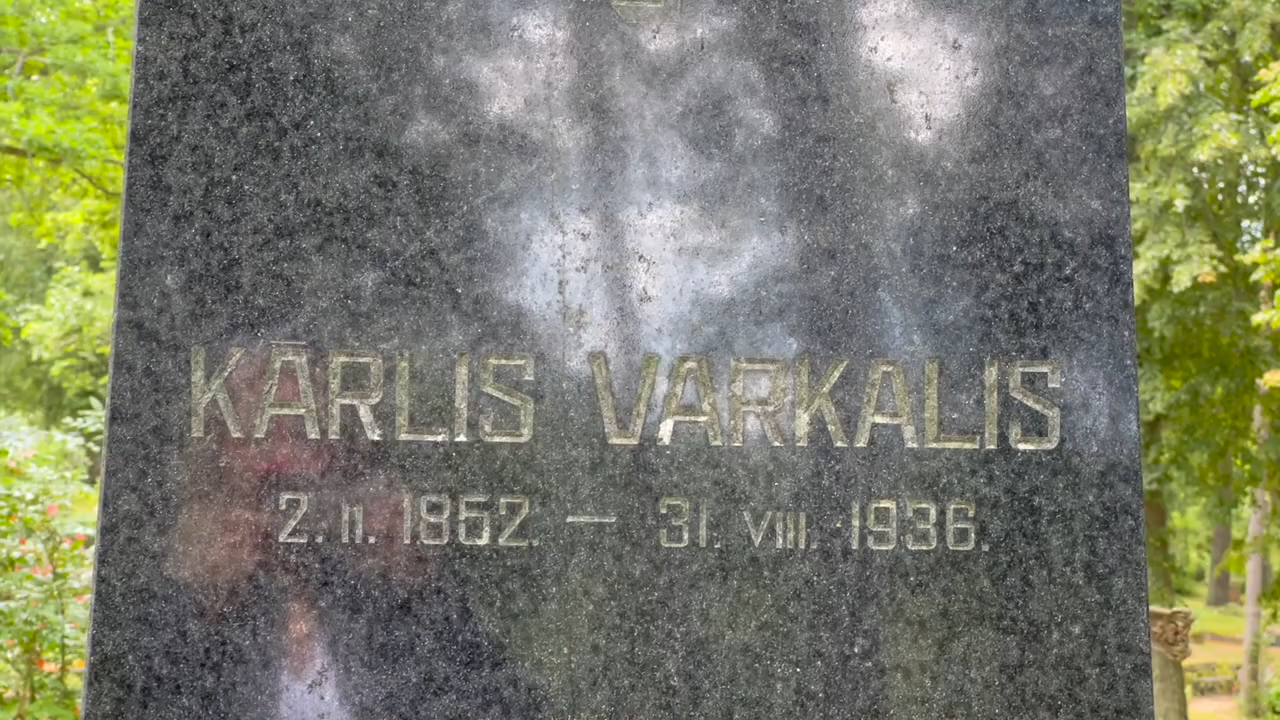 KĀRLIS VARKALIS
2. II. 1852. — 31. VIII. 1936.